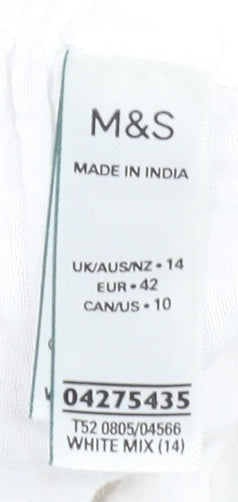 M&S
MADE IN INDIA
UK/AUS/NZ • 14
EUR • 42
CAN/US • 10
04275435
T52 0805/04566
WHITE MIX (14)